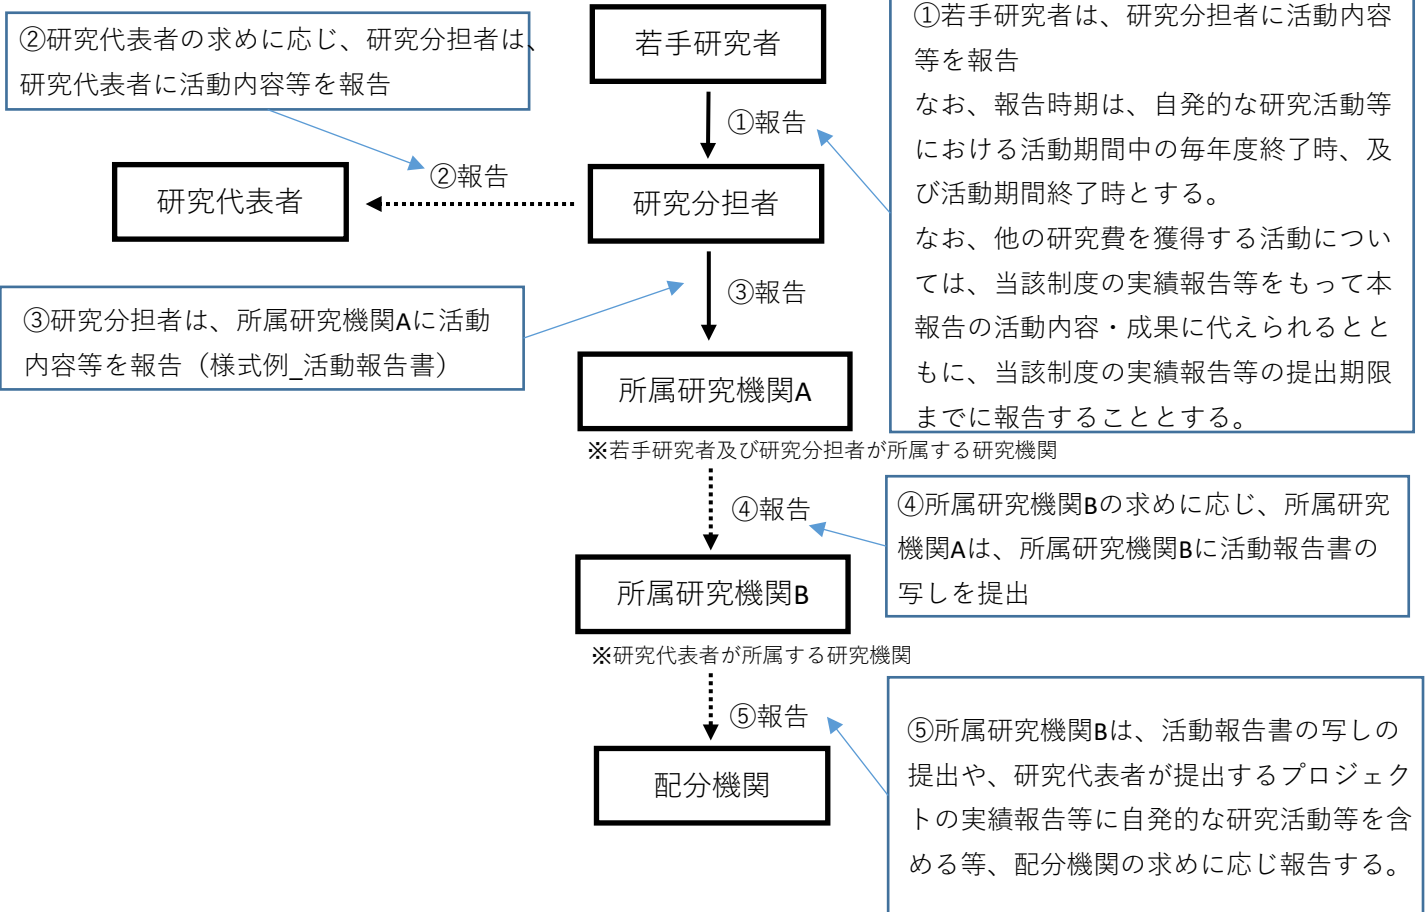 ②研究代表者の求めに応じ、研究分担者は、
研究代表者に活動内容等を報告
若手研究者
①若手研究者は、研究分担者に活動内容
等を報告
なお、報告時期は、自発的な研究活動等
における活動期間中の毎年度終了時、及
び活動期間終了時とする。
なお、他の研究費を獲得する活動につい
ては、当該制度の実績報告等をもって本
報告の活動内容・成果に代えられるとと
もに、当該制度の実績報告等の提出期限
までに報告することとする。
①報告
②報告
研究代表者
研究分担者
③報告
③研究分担者は、所属研究機関Aに活動
内容等を報告（様式例_活動報告書）
所属研究機関A
※若手研究者及び研究分担者が所属する研究機関
④報告
④所属研究機関Bの求めに応じ、所属研究
機関Aは、所属研究機関Bに活動報告書の
写しを提出
所属研究機関B
※研究代表者が所属する研究機関
⑤報告
⑤所属研究機関Bは、活動報告書の写しの
提出や、研究代表者が提出するプロジェク
トの実績報告等に自発的な研究活動等を含
める等、配分機関の求めに応じ報告する。
配分機関